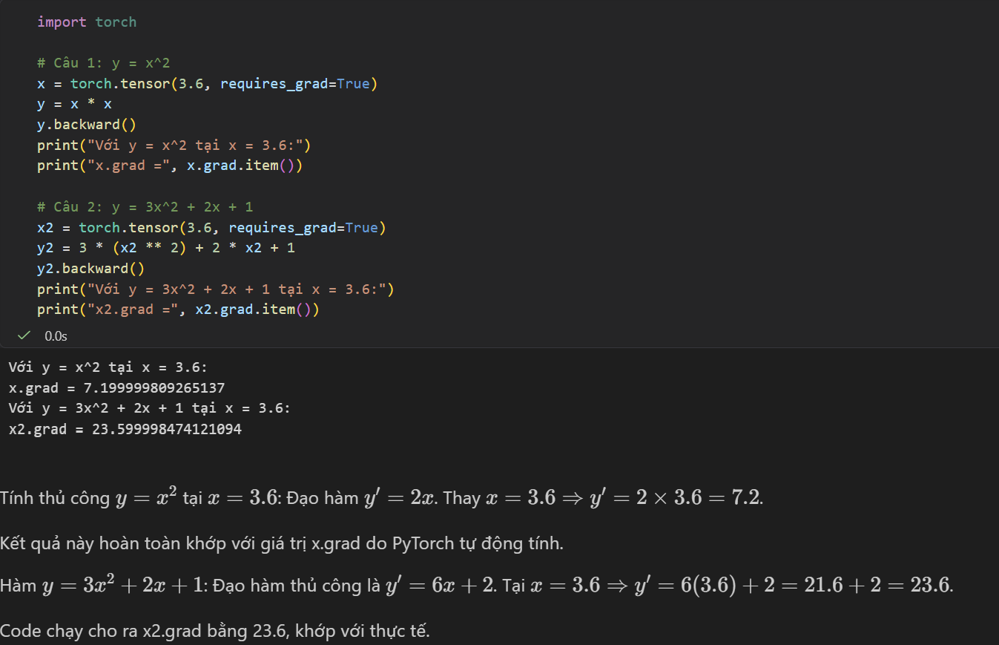 import torch
# Câu 1: y = x^2
x = torch.tensor(3.6, requires_grad=True)
y = x * x
y.backward()
print("Với y = x^2 tại x = 3.6:")
print("x.grad =", x.grad.item())
# Câu 2: y = 3x^2 + 2x + 1
x2 = torch.tensor(3.6, requires_grad=True)
y2 = 3 * (x2 ** 2) + 2 * x2 + 1
y2.backward()
print("Với y = 3x^2 + 2x + 1 tại x = 3.6:")
print("x2.grad =", x2.grad.item())
0.0s
Với y = x^2 tại x = 3.6:
x.grad = 7.199999809265137
Với y = 3x^2 + 2x + 1 tại x = 3.6:
x2.grad = 23.599998474121094
Tính thủ công y = x² tại x = 3.6: Đạo hàm y′ = 2x. Thay x = 3.6 ⇒ y′ = 2 × 3.6 = 7.2.
Kết quả này hoàn toàn khớp với giá trị x.grad do PyTorch tự động tính.
Hàm y = 3x² + 2x + 1: Đạo hàm thủ công là y′ = 6x + 2. Tại x = 3.6 ⇒ y′ = 6(3.6) + 2 = 21.6 + 2 = 23.6.
Code chạy cho ra x2.grad bằng 23.6, khớp với thực tế.